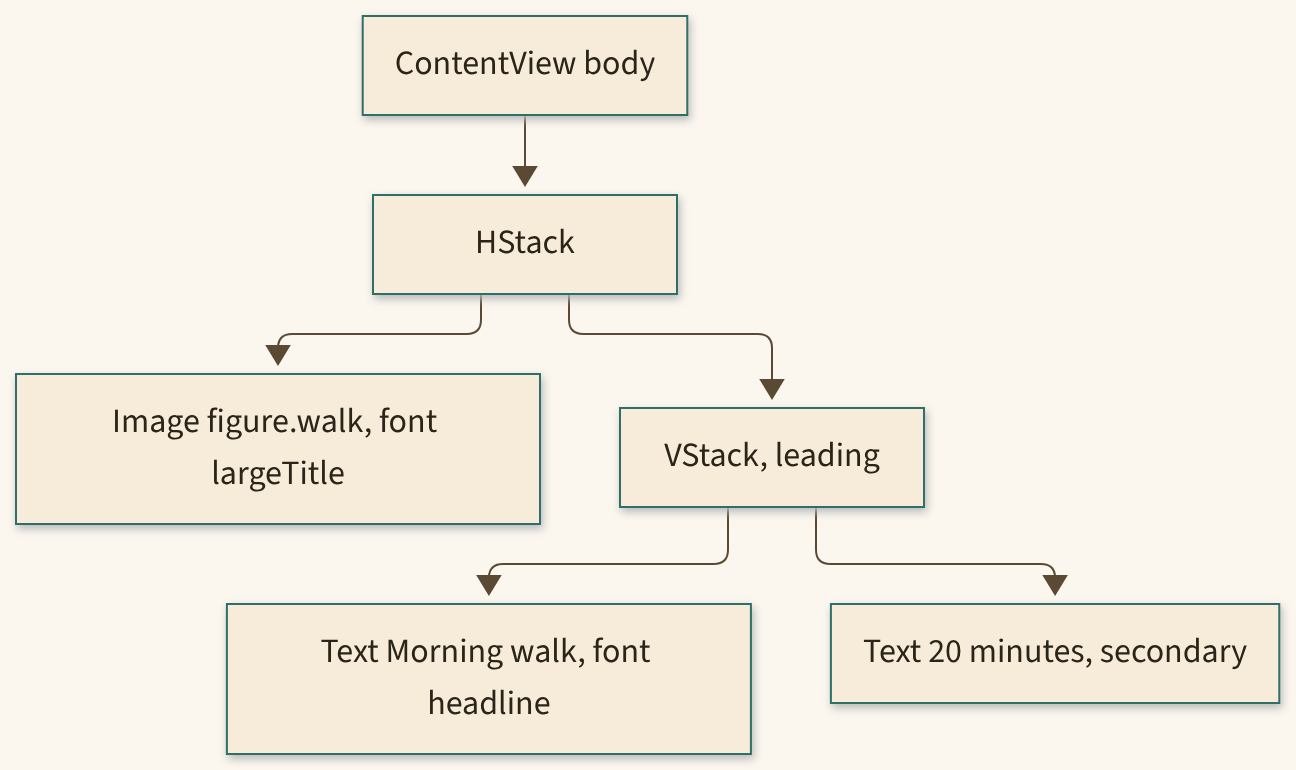 ContentView body
HStack
Image figure.walk, font
largeTitle
VStack, leading
Text Morning walk, font
headline
Text 20 minutes, secondary